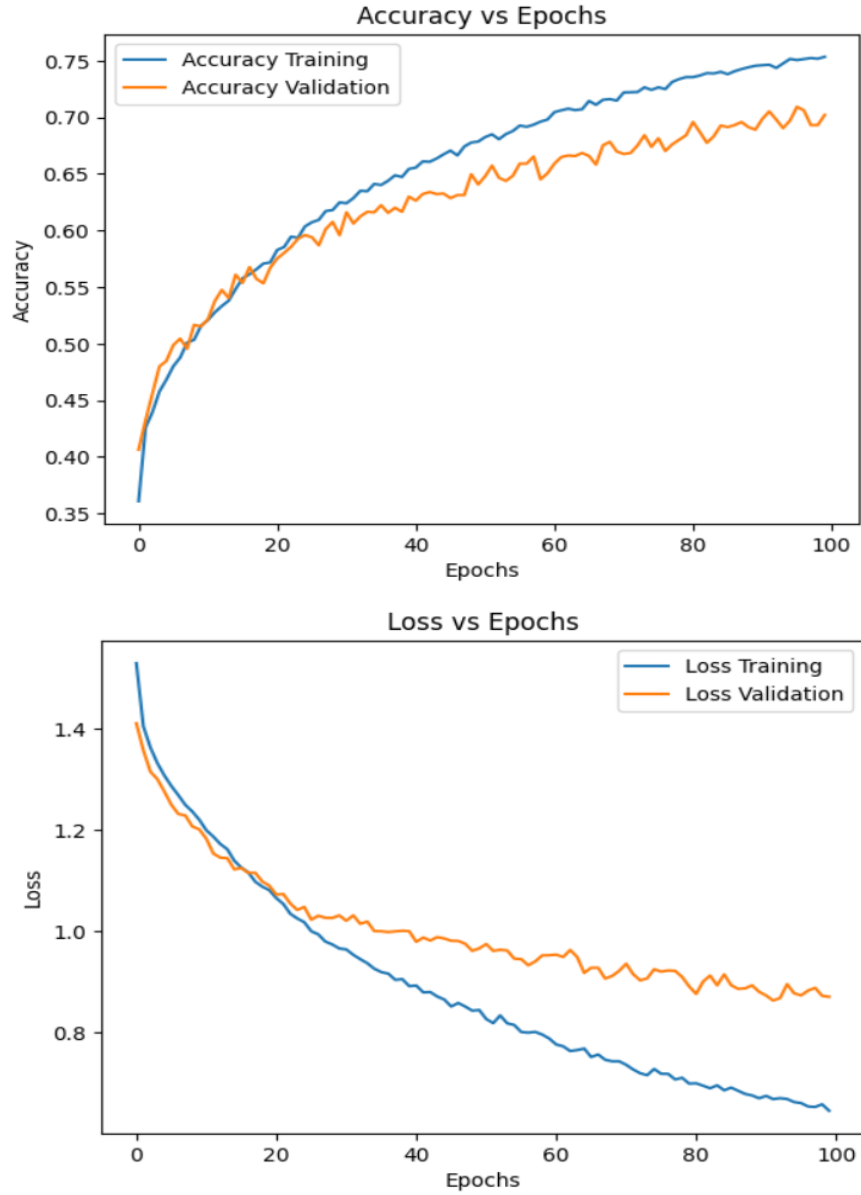 Accuracy vs Epochs
Accuracy Training
Accuracy Validation
0.75
0.70
0.65
0.60
0.55
0.50
0.45
0.40
0.35
Accuracy
0 20 40 60 80 100
Epochs
Loss vs Epochs
Loss Training
Loss Validation
1.4
1.2
1.0
0.8
Loss
0 20 40 60 80 100
Epochs